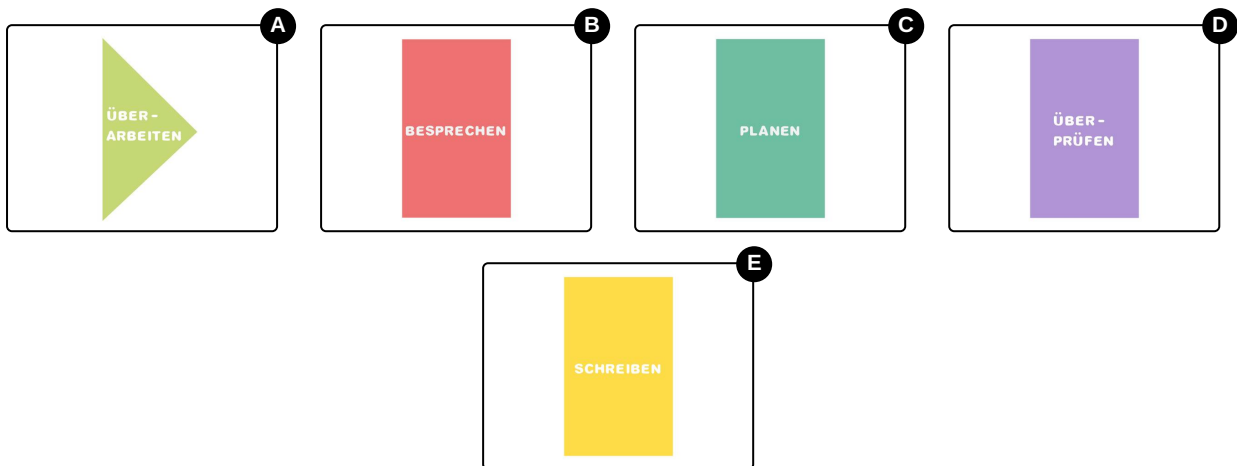 A
ÜBER-
ARBEITEN
B
BESPRECHEN
C
PLANEN
D
ÜBER-
PRÜFEN
E
SCHREIBEN